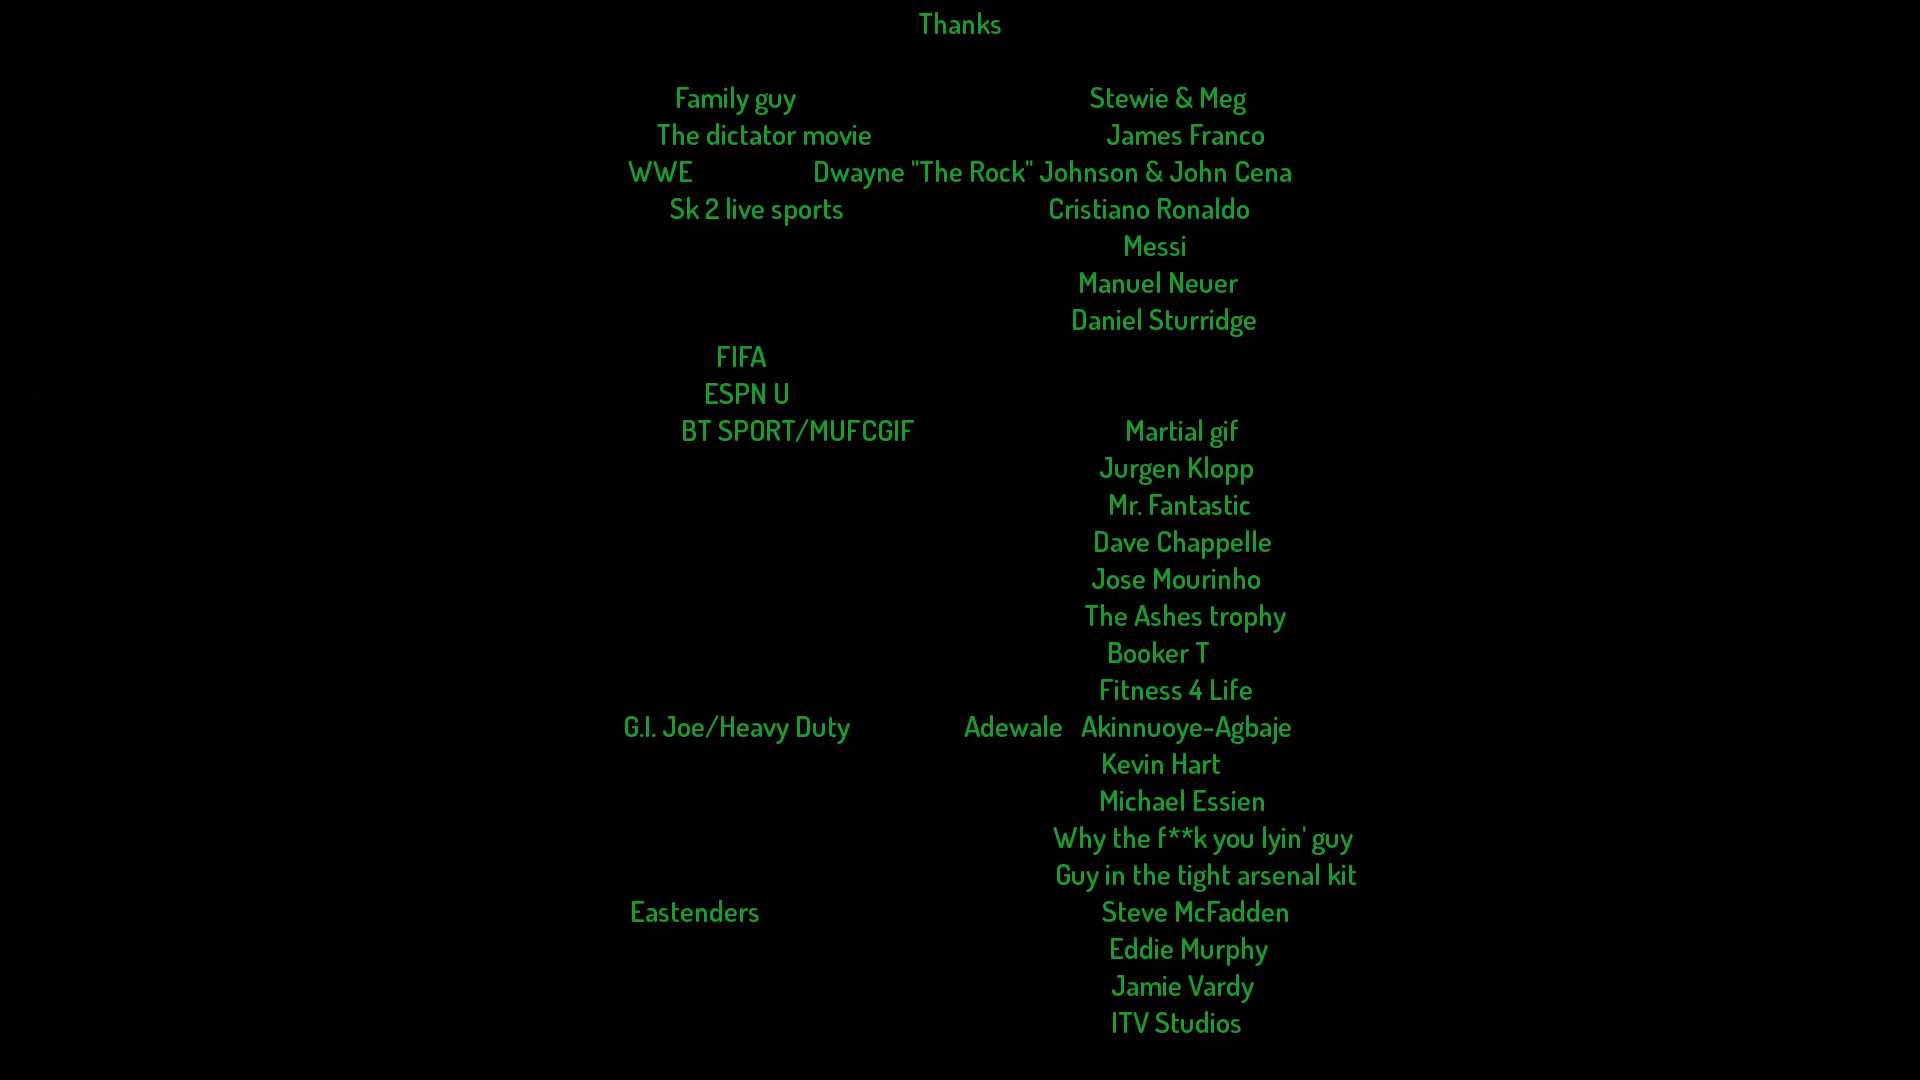 Thanks
Family guy Stewie & Meg
The dictator movie James Franco
WWE Dwayne "The Rock" Johnson & John Cena
Sk 2 live sports Cristiano Ronaldo
Messi
Manuel Neuer
Daniel Sturridge
FIFA
ESPN U
BT SPORT/MUFCGIF Martial gif
Jurgen Klopp
Mr. Fantastic
Dave Chappelle
Jose Mourinho
The Ashes trophy
Booker T
Fitness 4 Life
G.I. Joe/Heavy Duty Adewale Akinnuoye-Agbaje
Kevin Hart
Michael Essien
Why the f**k you lyin' guy
Guy in the tight arsenal kit
Eastenders Steve McFadden
Eddie Murphy
Jamie Vardy
ITV Studios